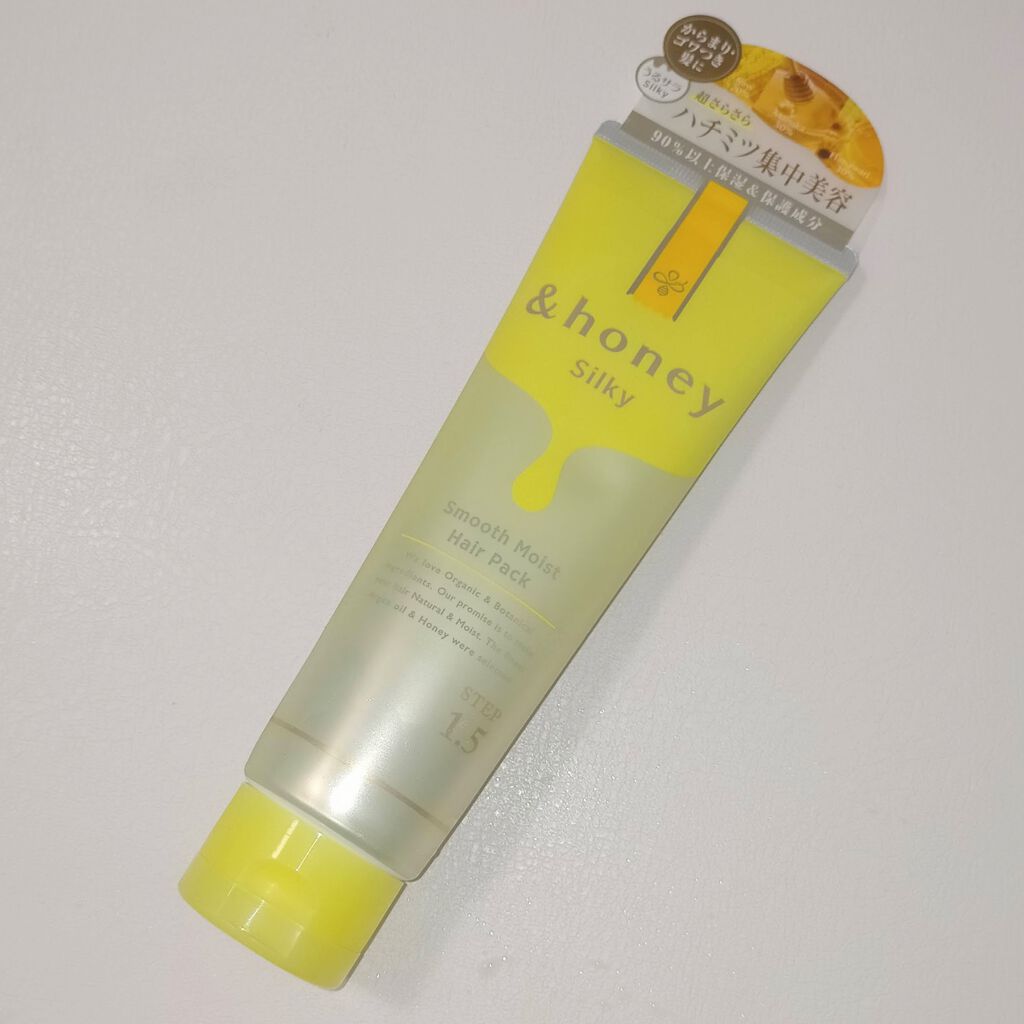 からまり
ゴワつき
髪に
うるサラ
Silky
超さらさら
ハチミツ集中美容
90%以上保湿&保護成分
&honey
Silky
Smooth Moist
Hair Pack
We love Organic & Botanical
ingredients. Our promise is to
your hair Natural & Moist. The
Argan oil & Honey were selected
STEP
1.5